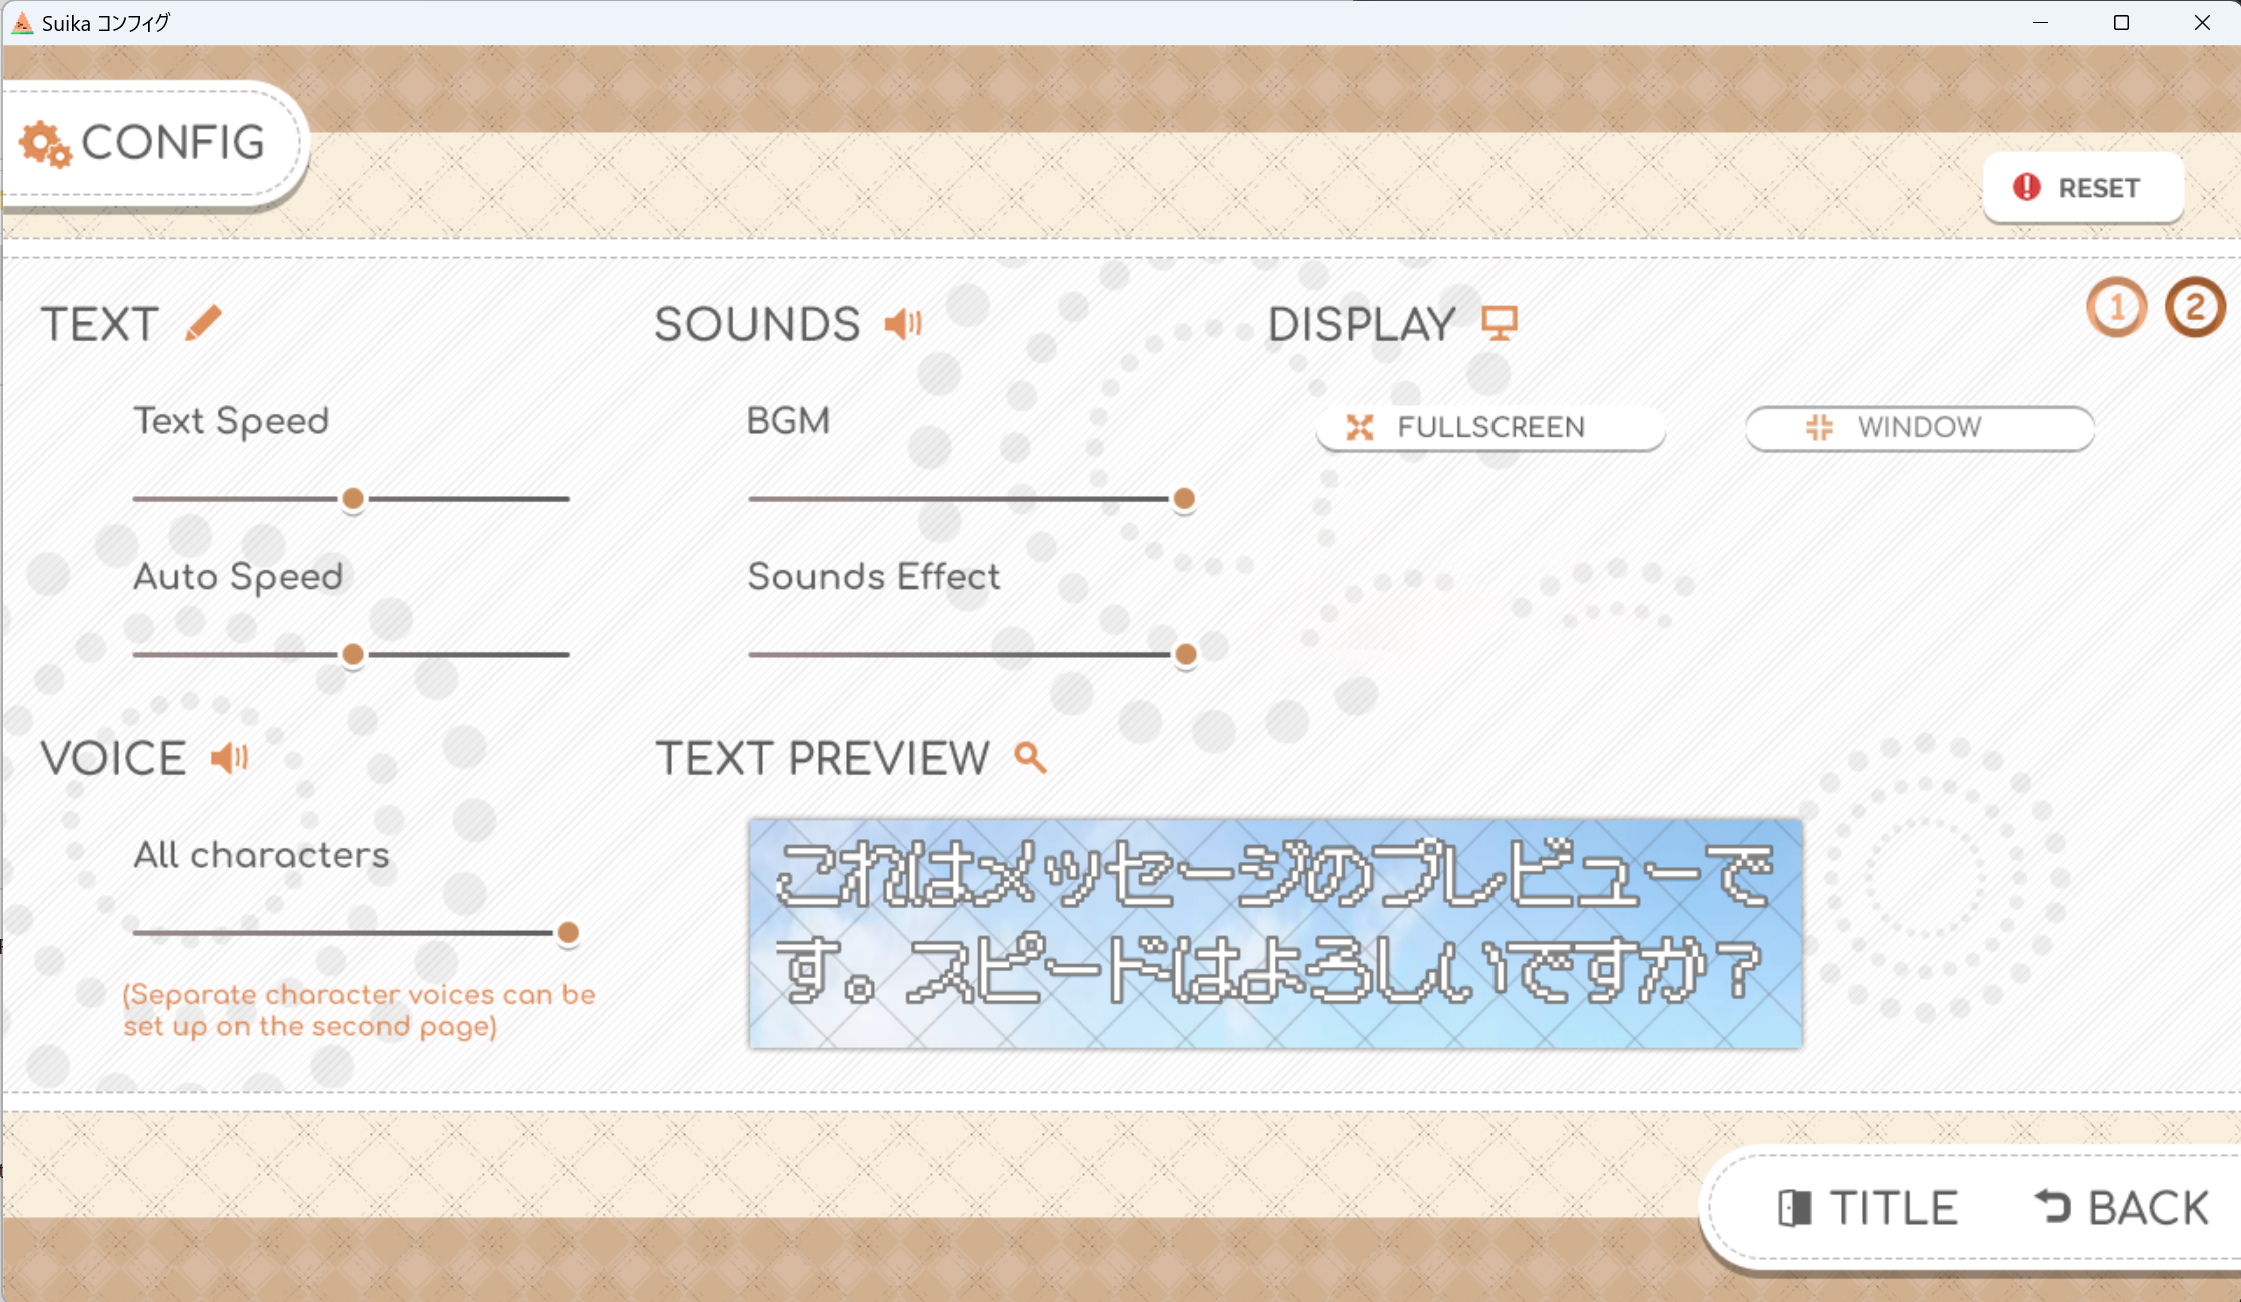 Suika コンフィグ
CONFIG
RESET
TEXT
SOUNDS
DISPLAY
1
2
Text Speed
BGM
FULLSCREEN
WINDOW
Auto Speed
Sounds Effect
VOICE
TEXT PREVIEW
All characters
(Separate character voices can be
set up on the second page)
これはメッセージのプレビューで
す。スピードはよろしいですか？
TITLE
BACK